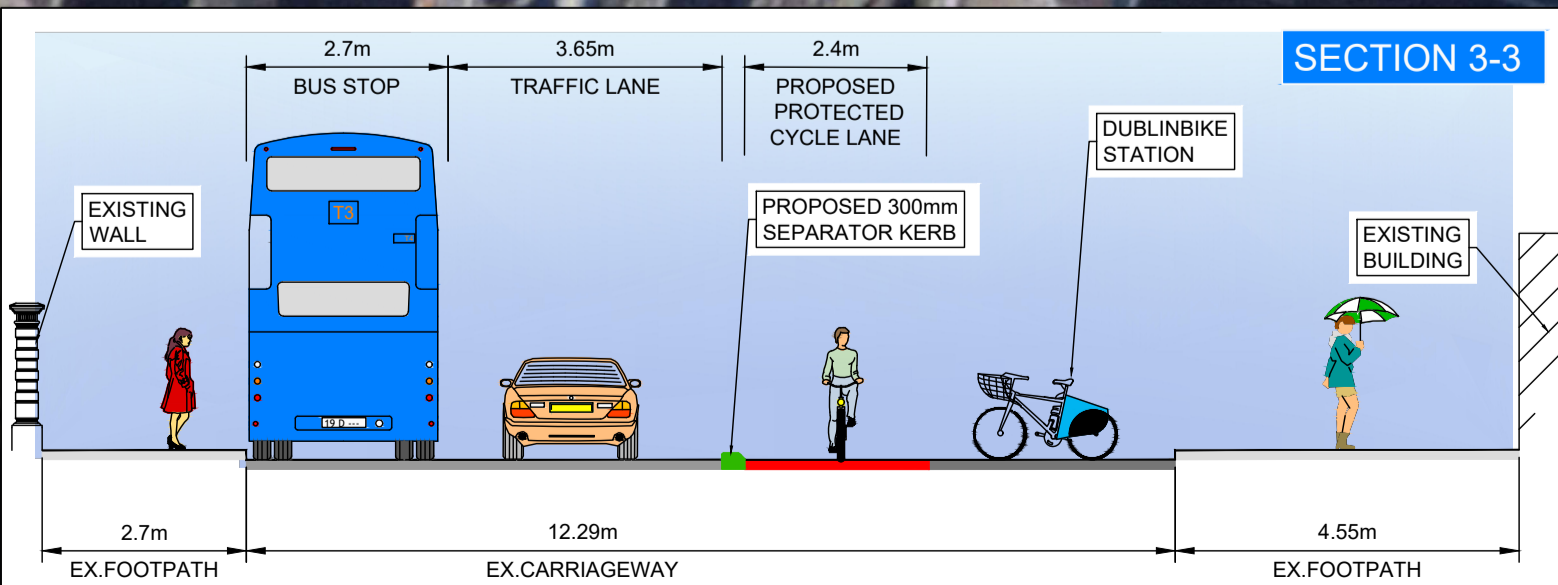 SECTION 3-3
2.7m
BUS STOP
3.65m
TRAFFIC LANE
2.4m
PROPOSED
PROTECTED
CYCLE LANE
DUBLINBIKE
STATION
EXISTING
WALL
T3
PROPOSED 300mm
SEPARATOR KERB
EXISTING
BUILDING
19 D ---
2.7m
EX.FOOTPATH
12.29m
EX.CARRIAGEWAY
4.55m
EX.FOOTPATH